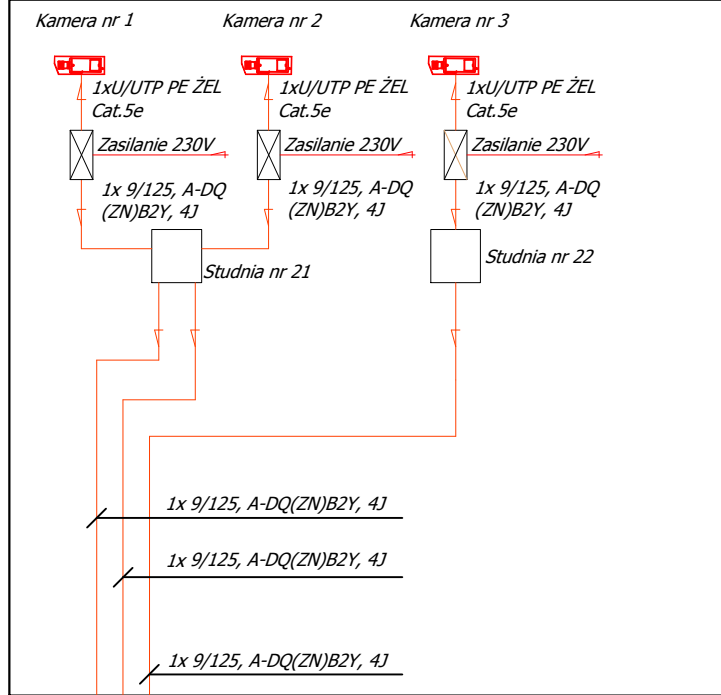 Kamera nr 1
Kamera nr 2
Kamera nr 3
1xU/UTP PE ŻEL
Cat.5e
1xU/UTP PE ŻEL
Cat.5e
1xU/UTP PE ŻEL
Cat.5e
Zasilanie 230V
Zasilanie 230V
Zasilanie 230V
1x 9/125, A-DQ
(ZN)B2Y, 4J
1x 9/125, A-DQ
(ZN)B2Y, 4J
1x 9/125, A-DQ
(ZN)B2Y, 4J
Studnia nr 21
Studnia nr 22
1x 9/125, A-DQ(ZN)B2Y, 4J
1x 9/125, A-DQ(ZN)B2Y, 4J
1x 9/125, A-DQ(ZN)B2Y, 4J